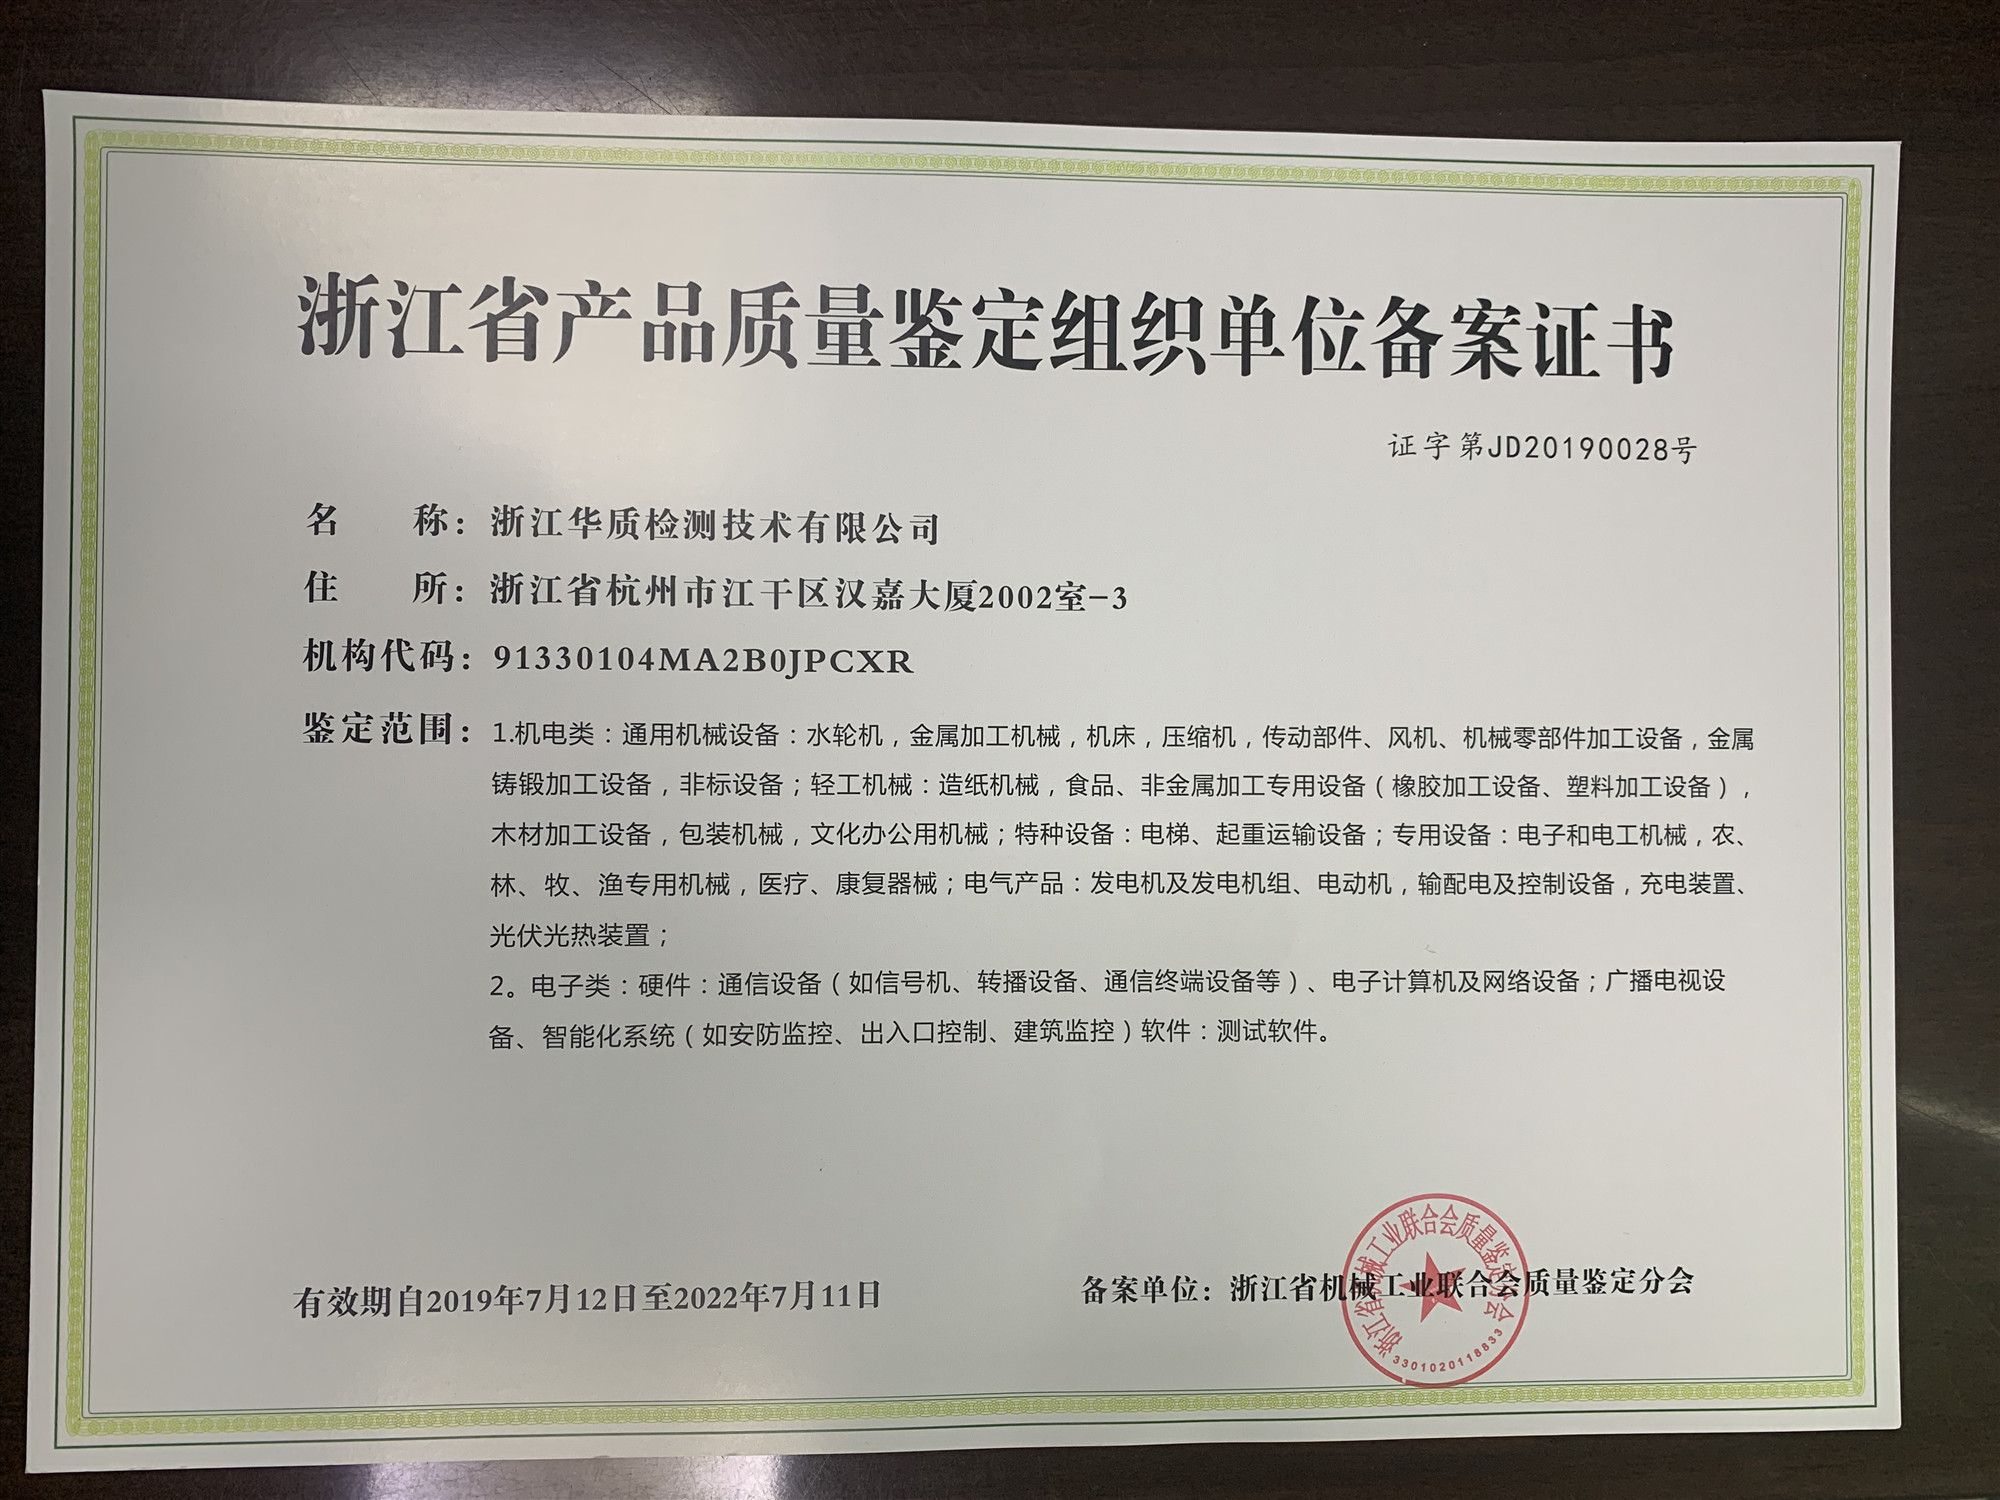 浙江省产品质量鉴定组织单位备案证书
证字第JD20190028号
名 称：浙江华质检测技术有限公司
住 所：浙江省杭州市江干区汉嘉大厦2002室-3
机构代码：91330104MA2B0JPCXR
鉴定范围：1.机电类：通用机械设备：水轮机，金属加工机械，机床，压缩机，传动部件、风机、机械零部件加工设备，金属
铸锻加工设备，非标设备；轻工机械：造纸机械，食品、非金属加工专用设备（橡胶加工设备、塑料加工设备），
木材加工设备，包装机械，文化办公用机械；特种设备：电梯、起重运输设备；专用设备：电子和电工机械，农、
林、牧、渔专用机械，医疗、康复器械；电气产品：发电机及发电机组、电动机，输配电及控制设备，充电装置、
光伏光热装置；
2。电子类：硬件：通信设备（如信号机、转播设备、通信终端设备等）、电子计算机及网络设备；广播电视设
备、智能化系统（如安防监控、出入口控制、建筑监控）软件：测试软件。
有效期自2019年7月12日至2022年7月11日
备案单位：浙江省机械工业联合会质量鉴定分会
浙江省机械工业联合会质量鉴定分会
3301020118833